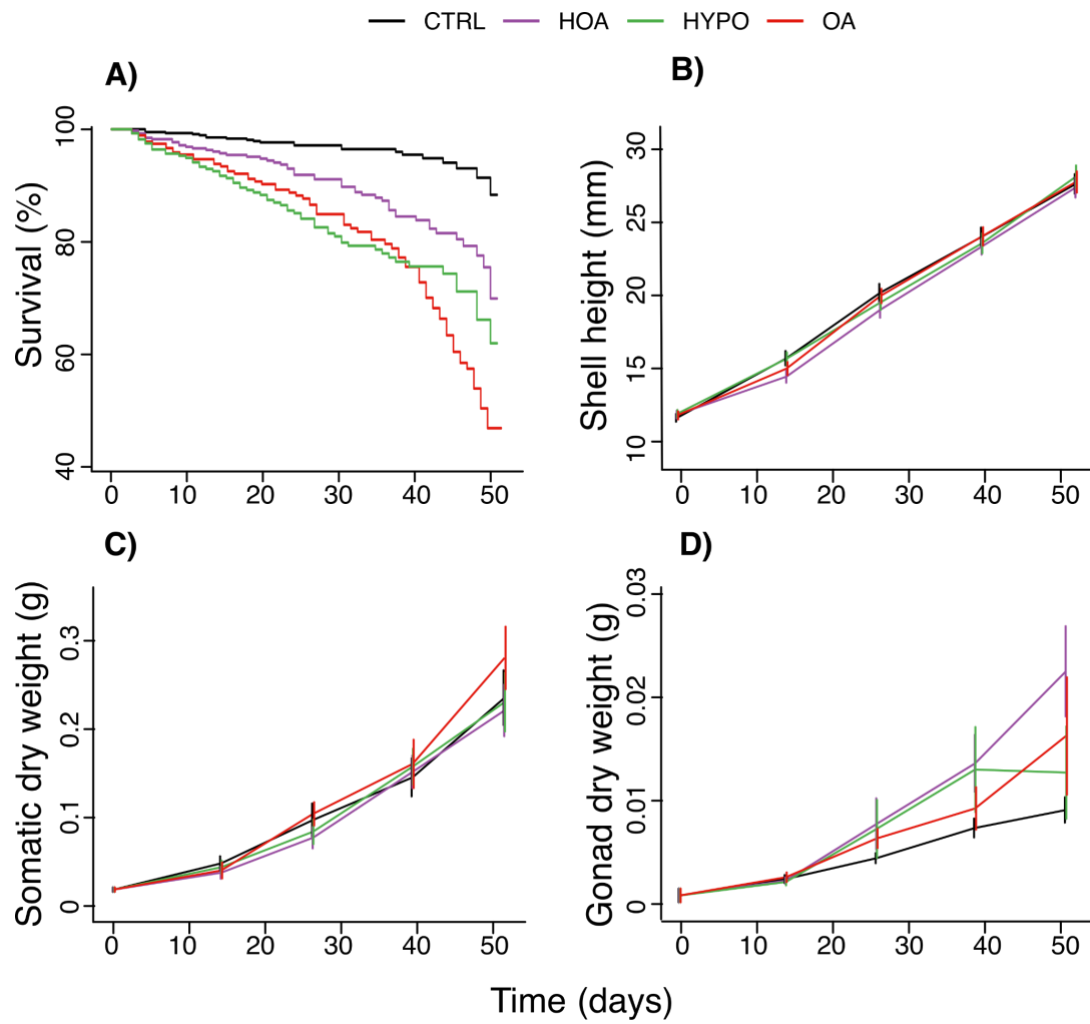 CTRL HOA HYPO OA
A)
Survival (%)
100
80
60
40
0 10 20 30 40 50
B)
Shell height (mm)
30
25
20
15
10
0 10 20 30 40 50
C)
Somatic dry weight (g)
0.3
0.2
0.1
0
0 10 20 30 40 50
D)
Gonad dry weight (g)
0.03
0.02
0.01
0
0 10 20 30 40 50
Time (days)